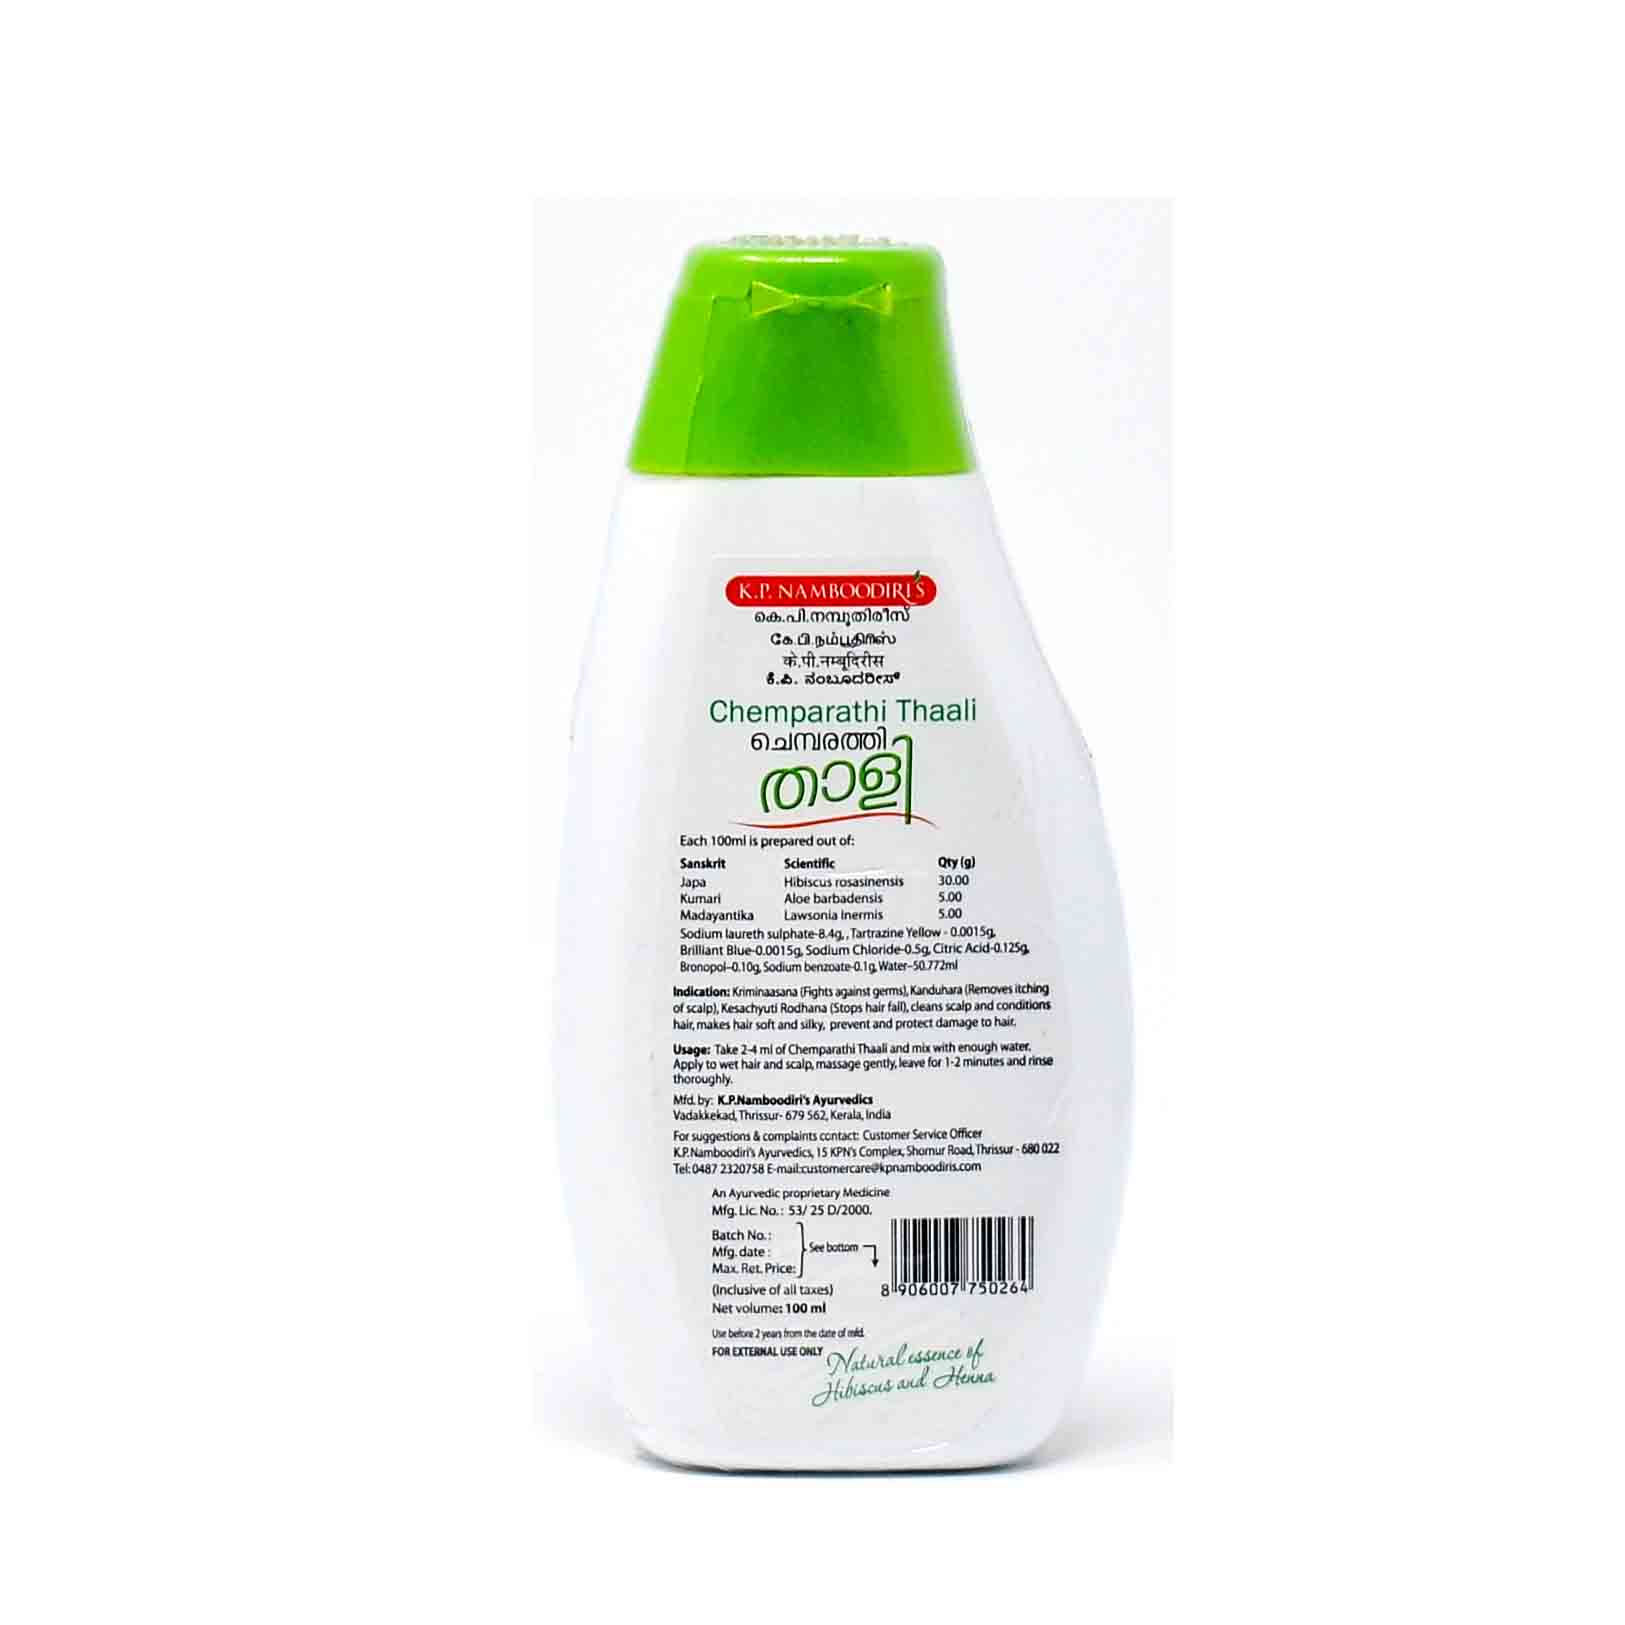 K.P. NAMBOODIRI'S
കെ.പി.നമ്പൂതിരീസ്
கே.பி.நம்பூதிரிஸ்
के.पी.नम्बूदिरीस
ಕೆ.ಪಿ. ನಂಬೂದರೀಸ್
Chemparathi Thaali
ചെമ്പരത്തി
താളി
Each 100ml is prepared out of:
Sanskrit Scientific Qty (g)
Japa Hibiscus rosasinensis 30.00
Kumari Aloe barbadensis 5.00
Madayantika Lawsonia Inermis 5.00
Sodium laureth sulphate-8.4g, , Tartrazine Yellow - 0.0015g,
Brilliant Blue-0.0015g, Sodium Chloride-0.5g, Citric Acid-0.125g,
Bronopol-0.10g, Sodium benzoate-0.1g, Water-50.772ml
Indication: Kriminaasana (Fights against germs), Kanduhara (Removes itching
of scalp), Kesachyuti Rodhana (Stops hair fall), cleans scalp and conditions
hair, makes hair soft and silky, prevent and protect damage to hair.
Usage: Take 2-4 ml of Chemparathi Thaali and mix with enough water.
Apply to wet hair and scalp, massage gently, leave for 1-2 minutes and rinse
thoroughly.
Mfd. by: K.P.Namboodiri's Ayurvedics
Vadakkekad, Thrissur- 679 562, Kerala, India
For suggestions & complaints contact: Customer Service Officer
K.P.Namboodiri's Ayurvedics, 15 KPN's Complex, Shornur Road, Thrissur - 680 022
Tel: 0487 2320758 E-mail:customercare@kpnamboodiris.com
An Ayurvedic proprietary Medicine
Mfg. Lic. No.: 53/ 25 D/2000.
Batch No.:
Mfg. date :
Max. Ret. Price:
See bottom
(Inclusive of all taxes)
8 906007 750264
Net volume: 100 ml
Use before 2 years from the date of mfd.
FOR EXTERNAL USE ONLY
Natural essence of
Hibiscus and Henna